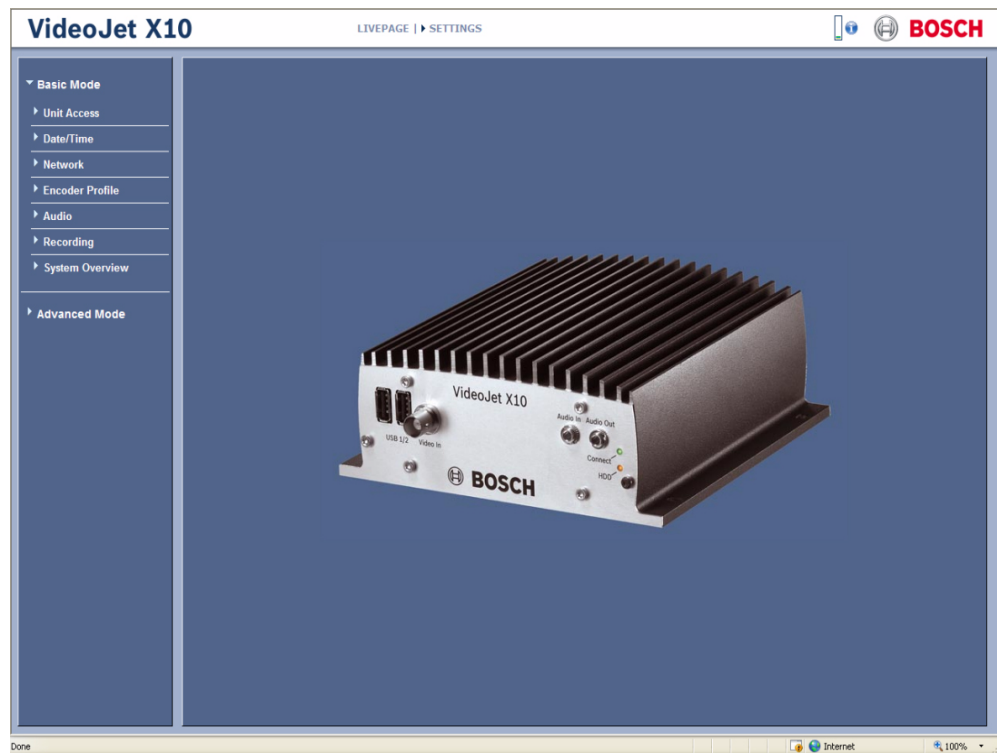 VideoJet X10
LIVEPAGE | SETTINGS
BOSCH
Basic Mode
Unit Access
Date/Time
Network
Encoder Profile
Audio
Recording
System Overview
Advanced Mode
VideoJet X10
USB 1/2
Video In
Audio In
Audio Out
Connect
HDD
BOSCH
Done
Internet
100%